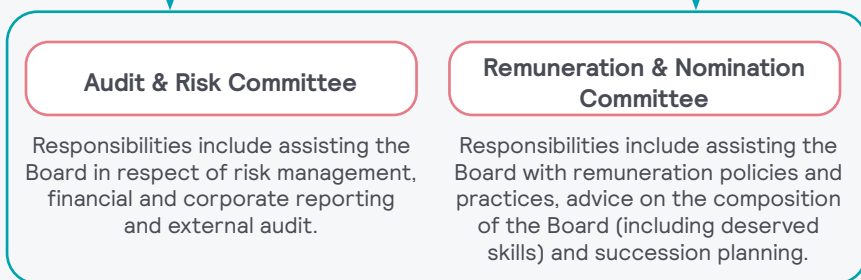 Audit & Risk Committee
Responsibilities include assisting the
Board in respect of risk management,
financial and corporate reporting
and external audit.
Remuneration & Nomination
Committee
Responsibilities include assisting the
Board with remuneration policies and
practices, advice on the composition
of the Board (including deserved
skills) and succession planning.